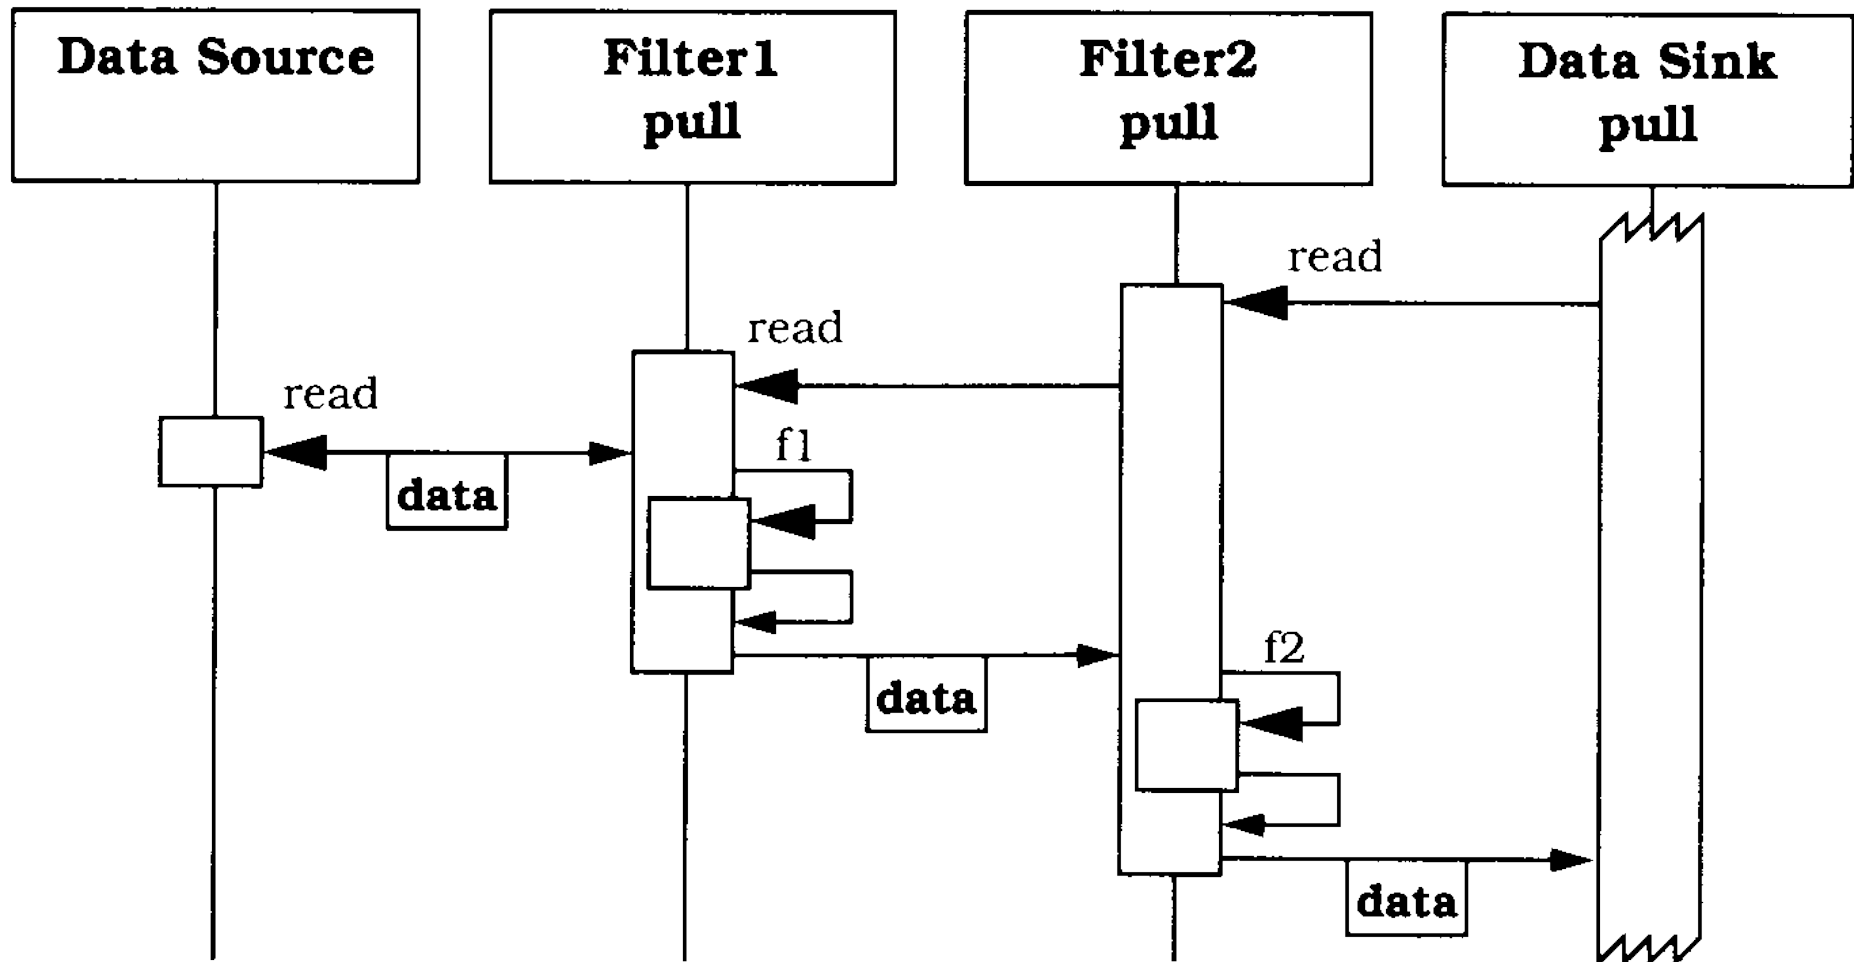 Data Source
Filter1
pull
Filter2
pull
Data Sink
pull
read
read
read
f1
data
f2
data
data